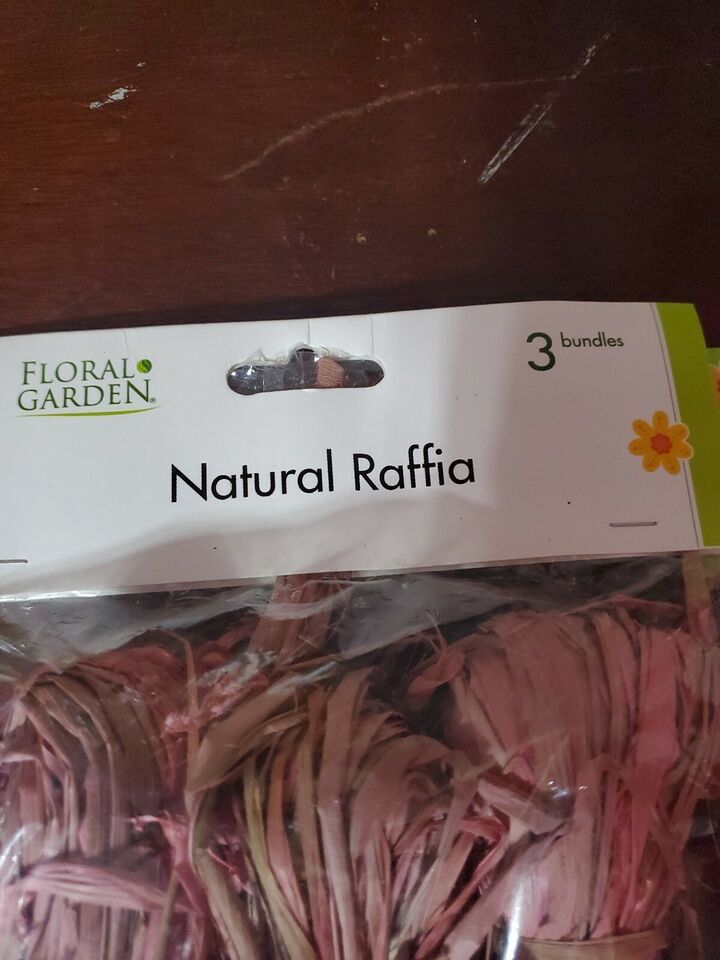 FLORAL
GARDEN®
3 bundles
Natural Raffia